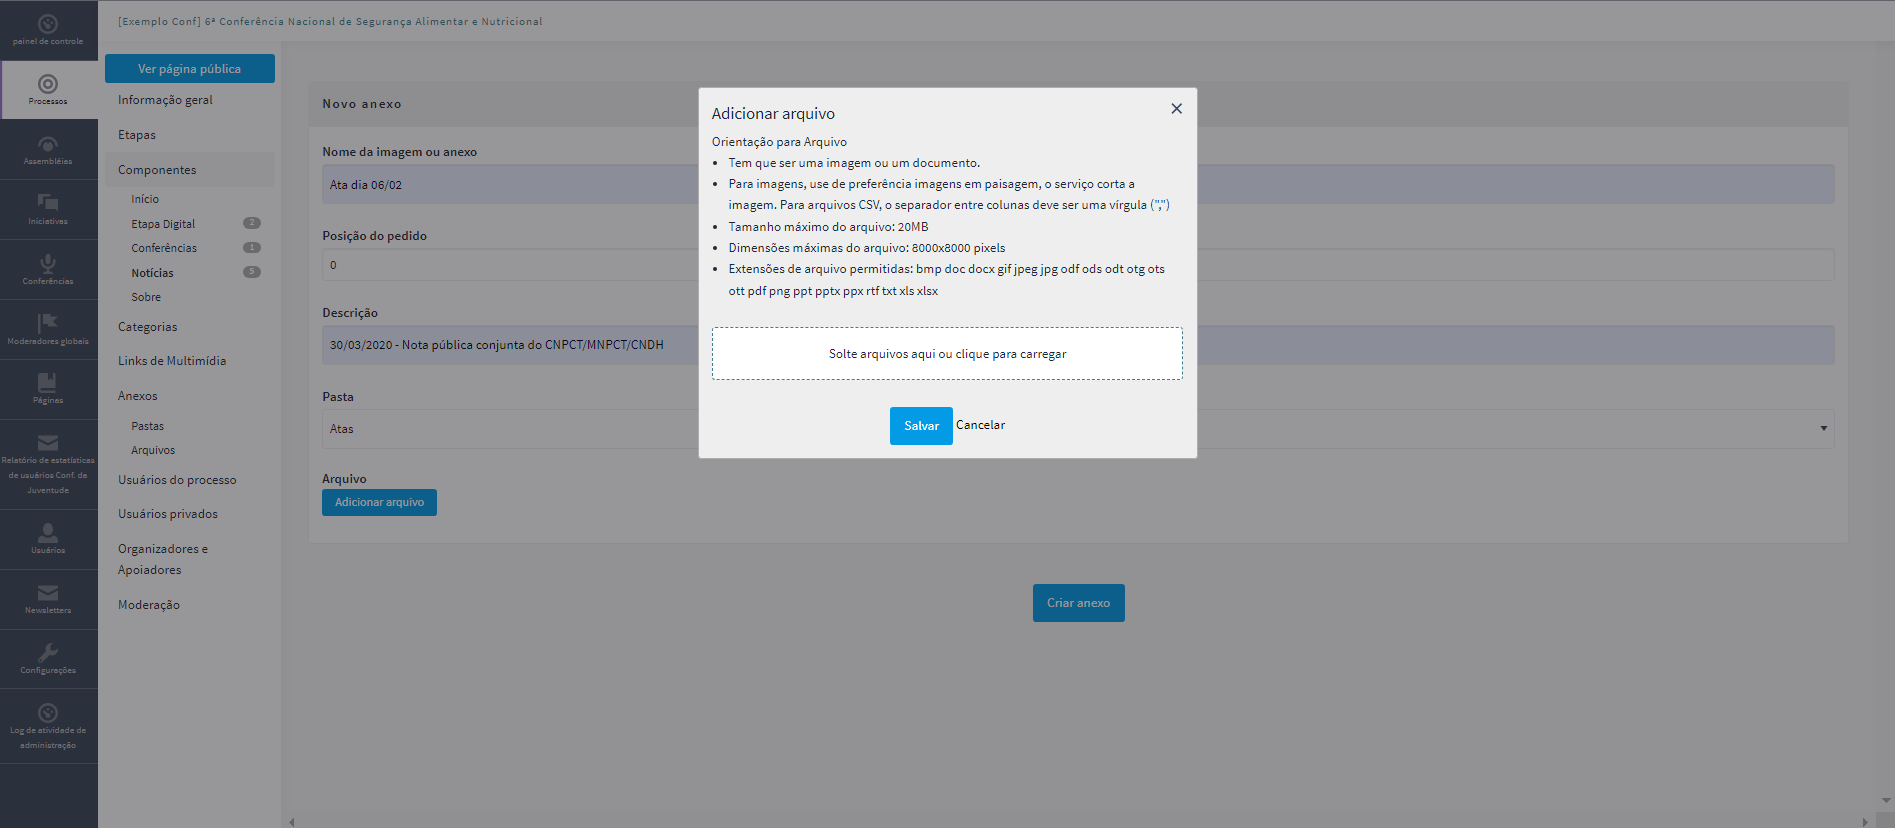 [Exemplo Conf] 6ª Conferência Nacional de Segurança Alimentar e Nutricional
painel de controle
Processos
Assembléias
Iniciativas
Conferências
Moderadores globais
Páginas
Relatório de estatísticas
de usuários Conf. de
Juventude
Usuários
Newsletters
Configurações
Log de atividade de
administração
Ver página pública
Informação geral
Etapas
Componentes
Início
Etapa Digital 2
Conferências 1
Notícias 5
Sobre
Categorias
Links de Multimídia
Anexos
Pastas
Arquivos
Usuários do processo
Usuários privados
Organizadores e
Apoiadores
Moderação
Novo anexo
Nome da imagem ou anexo
Ata dia 06/02
Posição do pedido
0
Descrição
30/03/2020 - Nota pública conjunta do CNPCT/MNPCT/CNDH
Pasta
Atas
Arquivo
Adicionar arquivo
Criar anexo
Adicionar arquivo
Orientação para Arquivo
Tem que ser uma imagem ou um documento.
Para imagens, use de preferência imagens em paisagem, o serviço corta a
imagem. Para arquivos CSV, o separador entre colunas deve ser uma vírgula (",")
Tamanho máximo do arquivo: 20MB
Dimensões máximas do arquivo: 8000x8000 pixels
Extensões de arquivo permitidas: bmp doc docx gif jpeg jpg odf ods odt otg ots
ott pdf png ppt pptx ppx rtf txt xls xlsx
Solte arquivos aqui ou clique para carregar
Salvar Cancelar